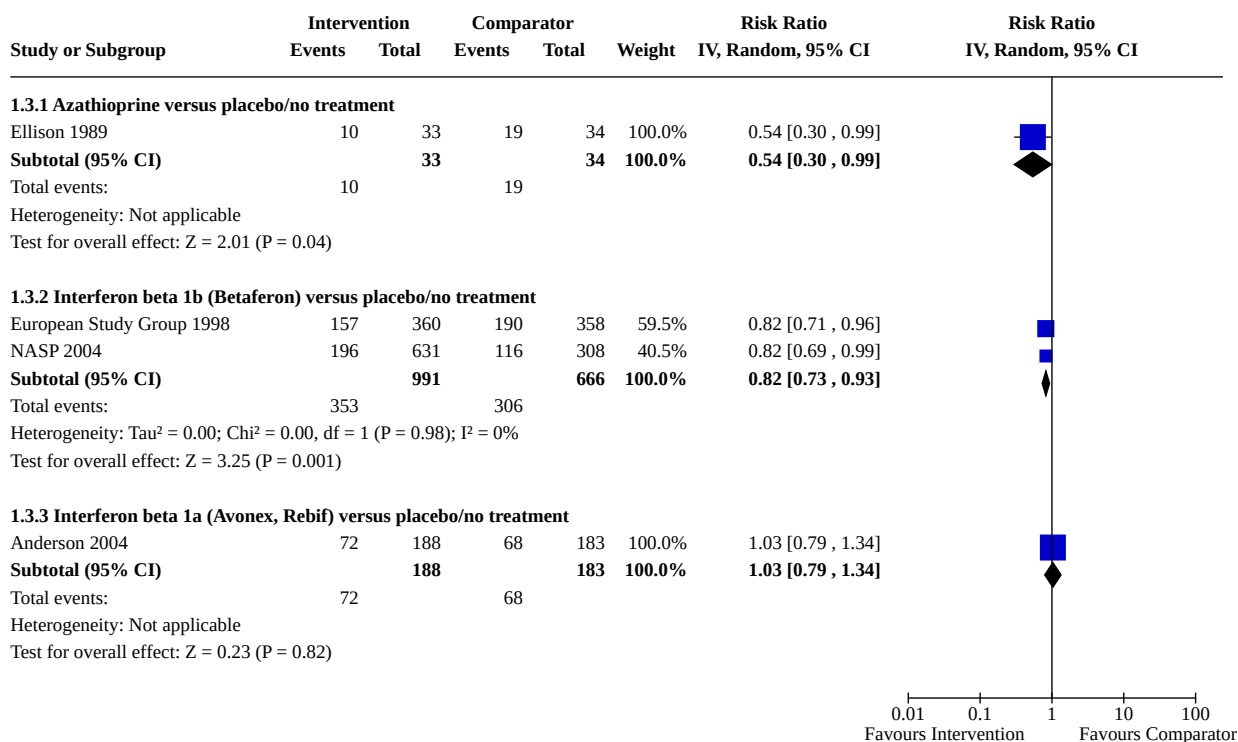 Intervention Comparator Risk Ratio Risk Ratio
Study or Subgroup Events Total Events Total Weight IV, Random, 95% CI IV, Random, 95% CI
1.3.1 Azathioprine versus placebo/no treatment
Ellison 1989 10 33 19 34 100.0% 0.54 [0.30 , 0.99]
Subtotal (95% CI) 33 34 100.0% 0.54 [0.30 , 0.99]
Total events: 10 19
Heterogeneity: Not applicable
Test for overall effect: Z = 2.01 (P = 0.04)
1.3.2 Interferon beta 1b (Betaferon) versus placebo/no treatment
European Study Group 1998 157 360 190 358 59.5% 0.82 [0.71 , 0.96]
NASP 2004 196 631 116 308 40.5% 0.82 [0.69 , 0.99]
Subtotal (95% CI) 991 666 100.0% 0.82 [0.73 , 0.93]
Total events: 353 306
Heterogeneity: Tau² = 0.00; Chi² = 0.00, df = 1 (P = 0.98); I² = 0%
Test for overall effect: Z = 3.25 (P = 0.001)
1.3.3 Interferon beta 1a (Avonex, Rebif) versus placebo/no treatment
Anderson 2004 72 188 68 183 100.0% 1.03 [0.79 , 1.34]
Subtotal (95% CI) 188 183 100.0% 1.03 [0.79 , 1.34]
Total events: 72 68
Heterogeneity: Not applicable
Test for overall effect: Z = 0.23 (P = 0.82)
0.01 0.1 1 10 100
Favours Intervention Favours Comparator